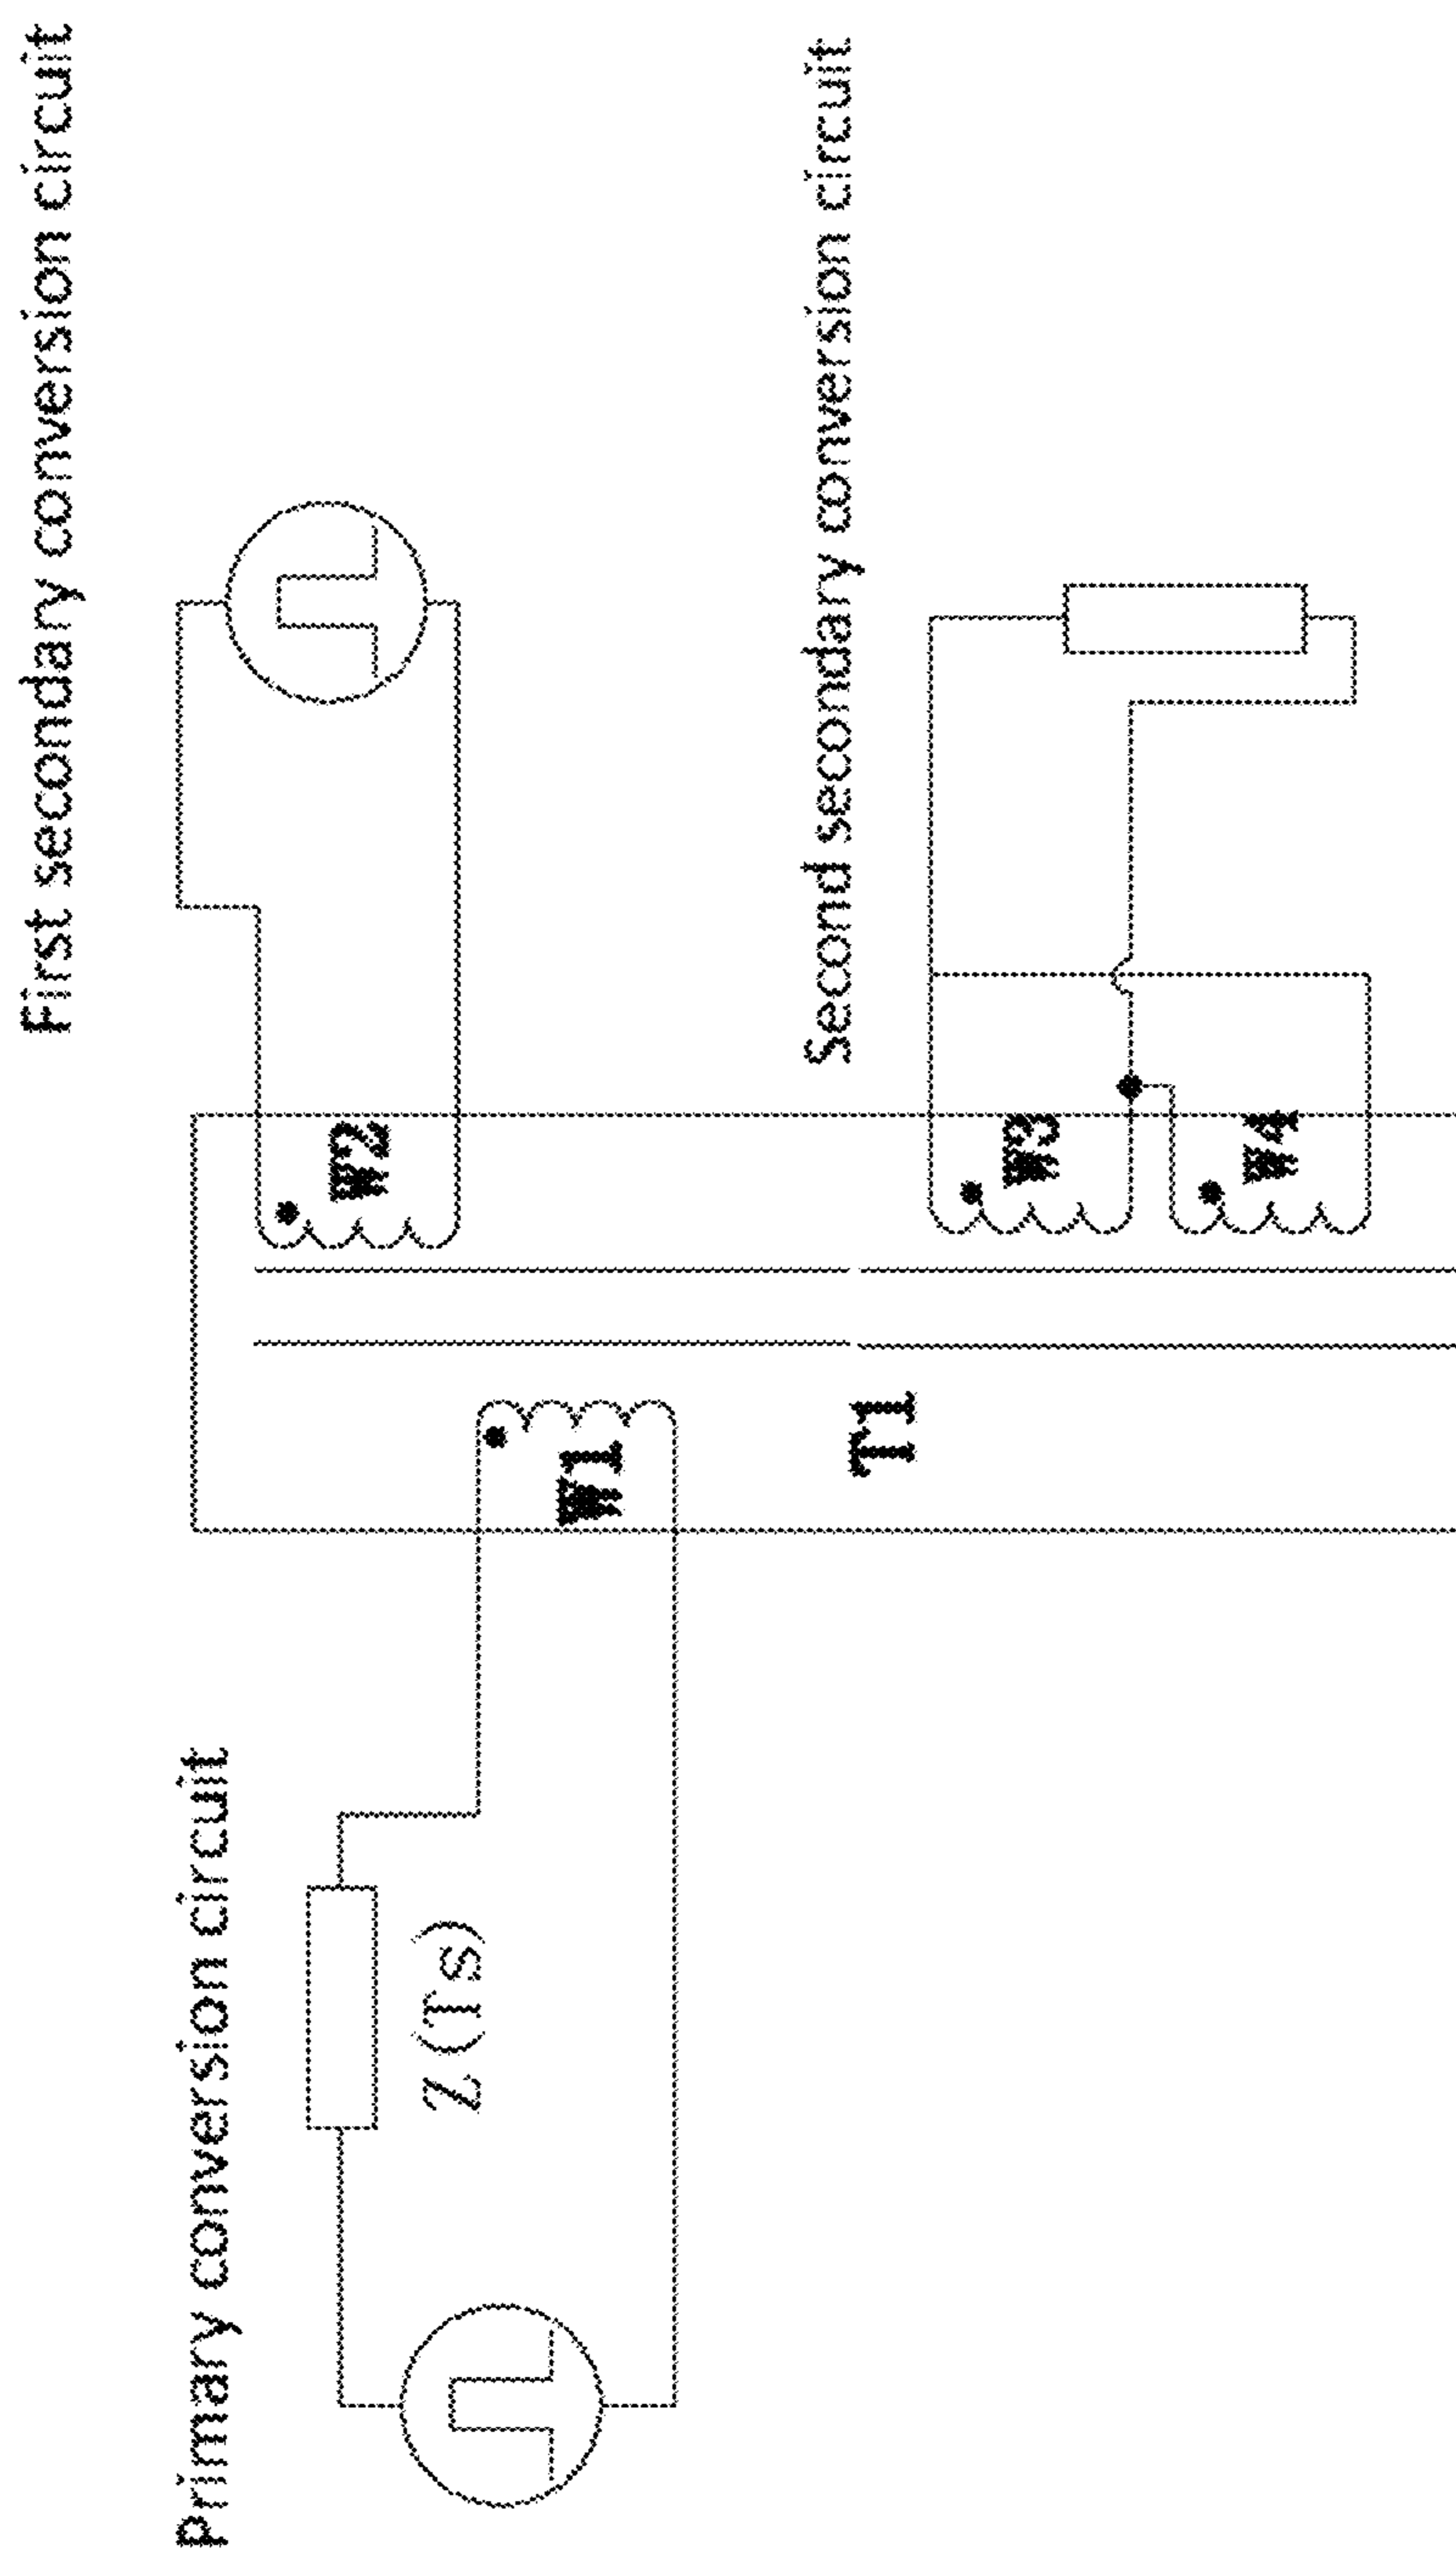 First secondary conversion circuit
Primary conversion circuit
Z(Ts)
W1
W2
T1
Second secondary conversion circuit
W3
W4